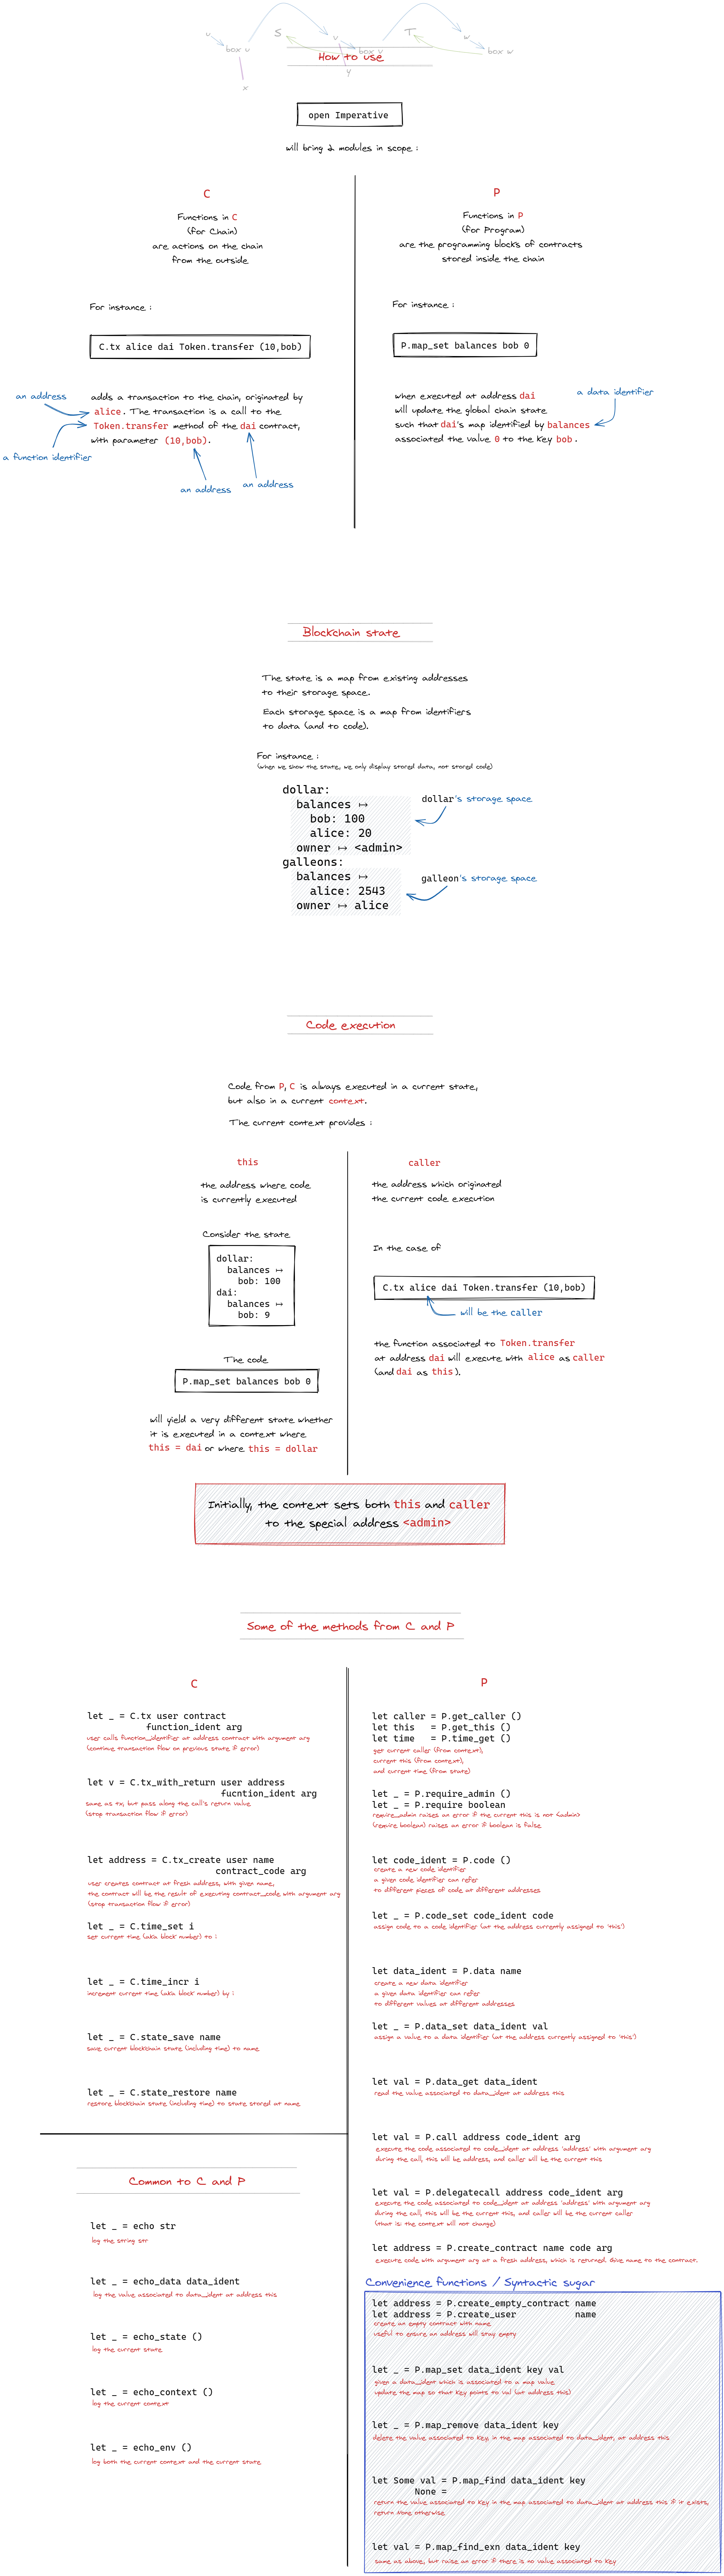 u
S
v
T
w
box u
box v
box w
How to use
y
x
open Imperative
will bring 2 modules in scope :
C
Functions in C
(for Chain)
are actions on the chain
from the outside
For instance :
C.tx alice dai Token.transfer (10,bob)
an address
adds a transaction to the chain, originated by
alice. The transaction is a call to the
Token.transfer method of the dai contract,
with parameter (10,bob).
a function identifier
an address
an address
P
Functions in P
(for Program)
are the programming blocks of contracts
stored inside the chain
For instance :
P.map_set balances bob 0
a data identifier
when executed at address dai
will update the global chain state
such that dai's map identified by balances
associated the value 0 to the key bob.
Blockchain state
The state is a map from existing addresses
to their storage space.
Each storage space is a map from identifiers
to data (and to code).
For instance :
(when we show the state, we only display stored data, not stored code)
dollar:
balances ↦
bob: 100
alice: 20
owner ↦ <admin>
galleons:
balances ↦
alice: 2543
owner ↦ alice
dollar's storage space
galleon's storage space
Code execution
Code from P, C is always executed in a current state,
but also in a current context.
The current context provides :
this
the address where code
is currently executed
Consider the state
dollar:
balances ↦
bob: 100
dai:
balances ↦
bob: 9
The code
P.map_set balances bob 0
will yield a very different state whether
it is executed in a context where
this = dai or where this = dollar
caller
the address which originated
the current code execution
In the case of
C.tx alice dai Token.transfer (10,bob)
will be the caller
the function associated to Token.transfer
at address dai will execute with alice as caller
(and dai as this).
Initially, the context sets both this and caller
to the special address <admin>
Some of the methods from C and P
C
let _ = C.tx user contract
function_ident arg
user calls function_identifier at address contract with argument arg
(continue transaction flow on previous state if error)
let v = C.tx_with_return user address
fucntion_ident arg
same as tx, but pass along the call's return value
(stop transaction flow if error)
let address = C.tx_create user name
contract_code arg
user creates contract at fresh address, with given name,
the contract will be the result of executing contract_code with argument arg
(stop transaction flow if error)
let _ = C.time_set i
set current time (aka block number) to i
let _ = C.time_incr i
increment current time (aka block number) by i
let _ = C.state_save name
save current blockchain state (including time) to name
let _ = C.state_restore name
restore blockchain state (including time) to state stored at name
Common to C and P
let _ = echo str
log the string str
let _ = echo_data data_ident
log the value associated to data_ident at address this
let _ = echo_state ()
log the current state
let _ = echo_context ()
log the current context
let _ = echo_env ()
log both the current context and the current state
P
let caller = P.get_caller ()
let this = P.get_this ()
let time = P.time_get ()
get current caller (from context),
current this (from context),
and current time (from state)
let _ = P.require_admin ()
let _ = P.require boolean
require_admin raises an error if the current this is not <admin>
(require boolean) raises an error if boolean is false
let code_ident = P.code ()
create a new code identifier
a given code identifier can refer
to different pieces of code at different addresses
let _ = P.code_set code_ident code
assign code to a code identifier (at the address currently assigned to 'this')
let data_ident = P.data name
create a new data identifier
a given data identifier can refer
to different values at different addresses
let _ = P.data_set data_ident val
assign a value to a data identifier (at the address currently assigned to 'this')
let val = P.data_get data_ident
read the value associated to data_ident at address this
let val = P.call address code_ident arg
execute the code associated to code_ident at address 'address' with argument arg
during the call, this will be address, and caller will be the current this
let val = P.delegatecall address code_ident arg
execute the code associated to code_ident at address 'address' with argument arg
during the call, this will be the current this, and caller will be the current caller
(that is: the context will not change)
let address = P.create_contract name code arg
execute code with argument arg at a fresh address, which is returned. Give name to the contract.
Convenience functions / Syntactic sugar
let address = P.create_empty_contract name
let address = P.create_user name
create an empty contract with name
useful to ensure an address will stay empty
let _ = P.map_set data_ident key val
given a data_ident which is associated to a map value
update the map so that key points to val (at address this)
let _ = P.map_remove data_ident key
delete the value associated to key, in the map associated to data_ident, at address this
let Some val = P.map_find data_ident key
None =
return the value associated to key in the map associated to data_ident at address this if it exists,
return None otherwise
let val = P.map_find_exn data_ident key
same as above, but raise an error if there is no value associated to key